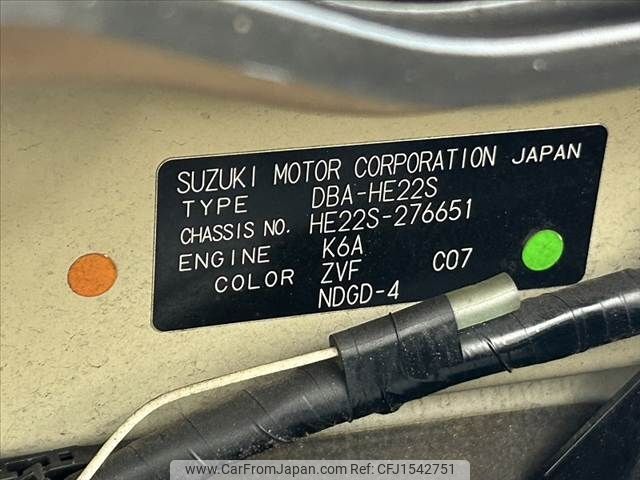 SUZUKI MOTOR CORPORATION JAPAN
TYPE DBA-HE22S
CHASSIS NO. HE22S-276651
ENGINE K6A
COLOR ZVF C07
NDGD-4
www.CarFromJapan.com - CFJ1542751